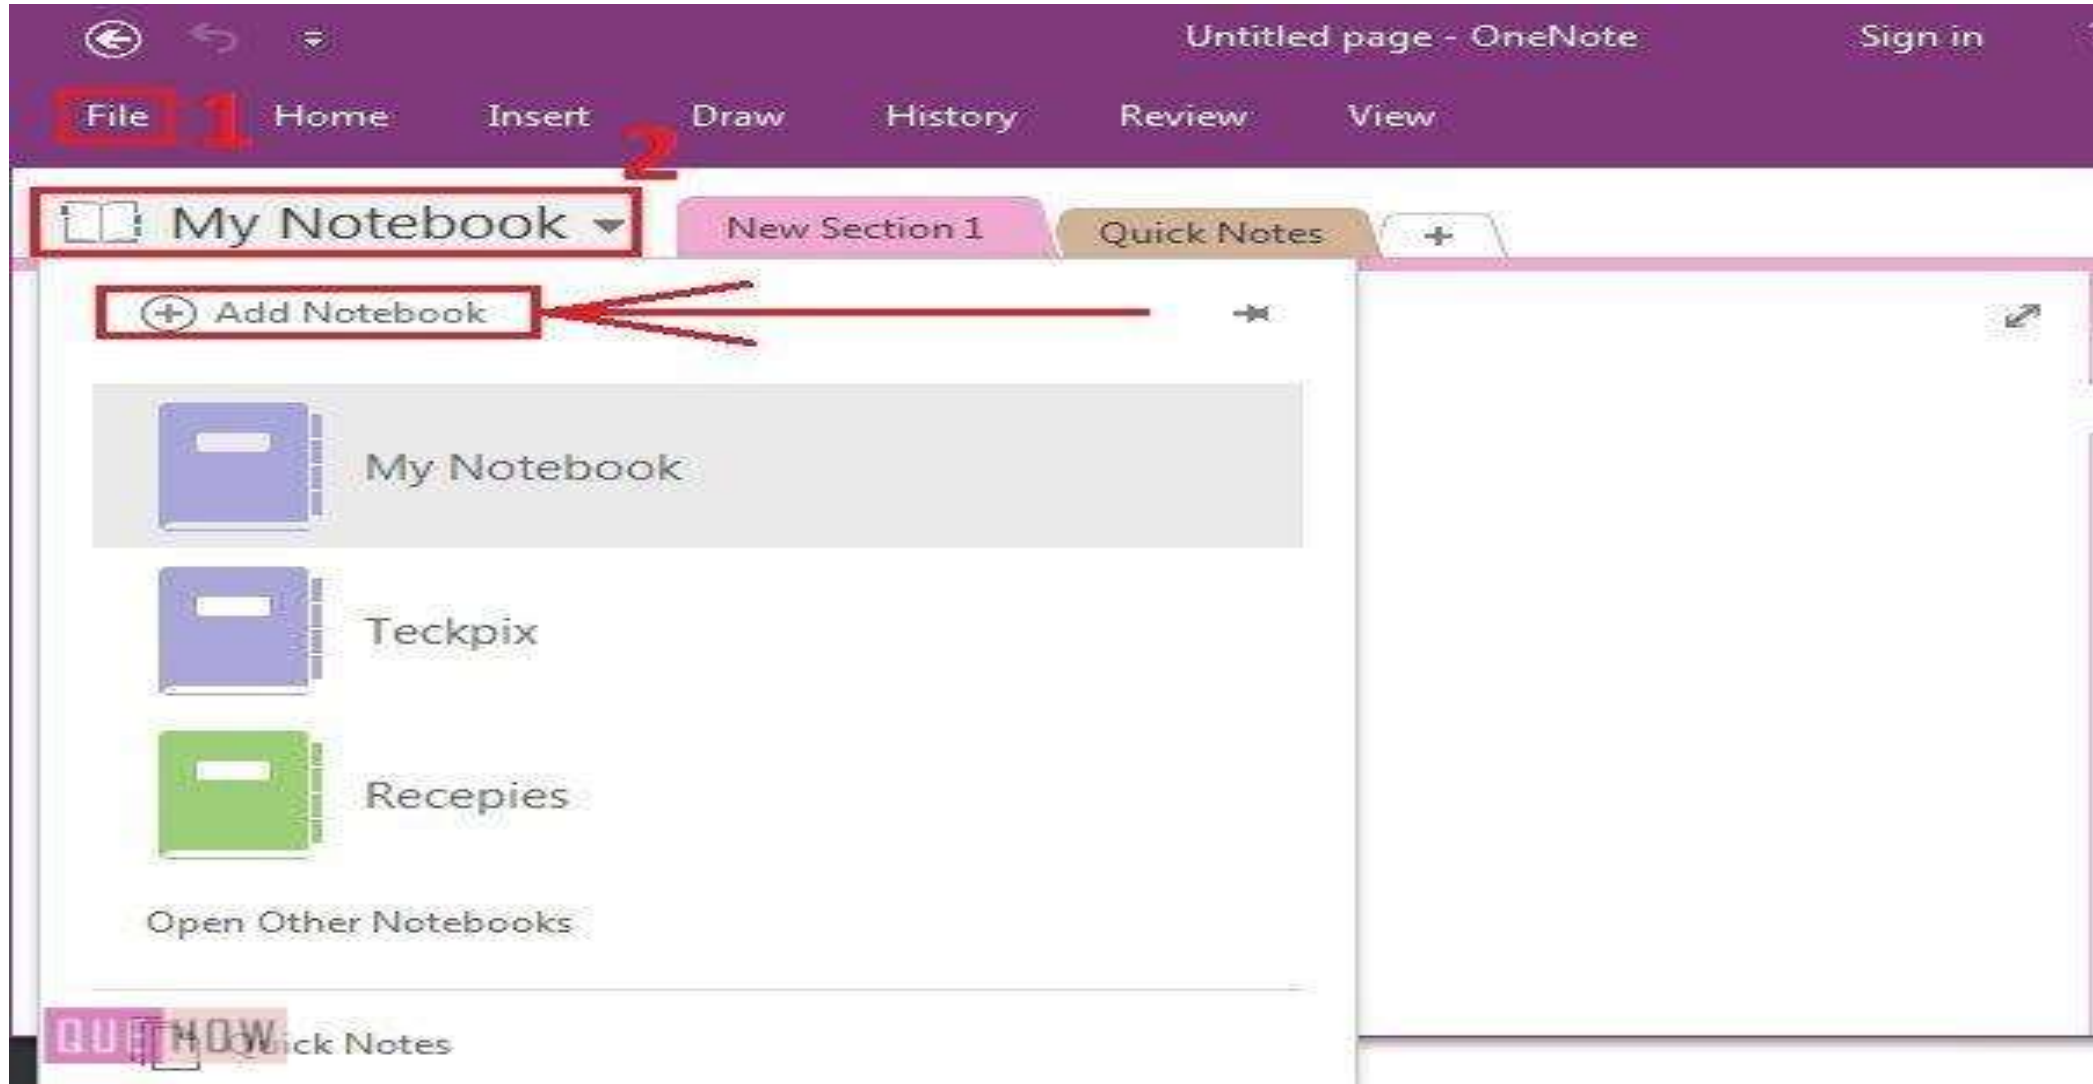 Untitled page - OneNote Sign in
File 1 Home Insert Draw History Review View
2
My Notebook New Section 1 Quick Notes +
Add Notebook
My Notebook
Teckpix
Recepies
Open Other Notebooks
Quick Notes